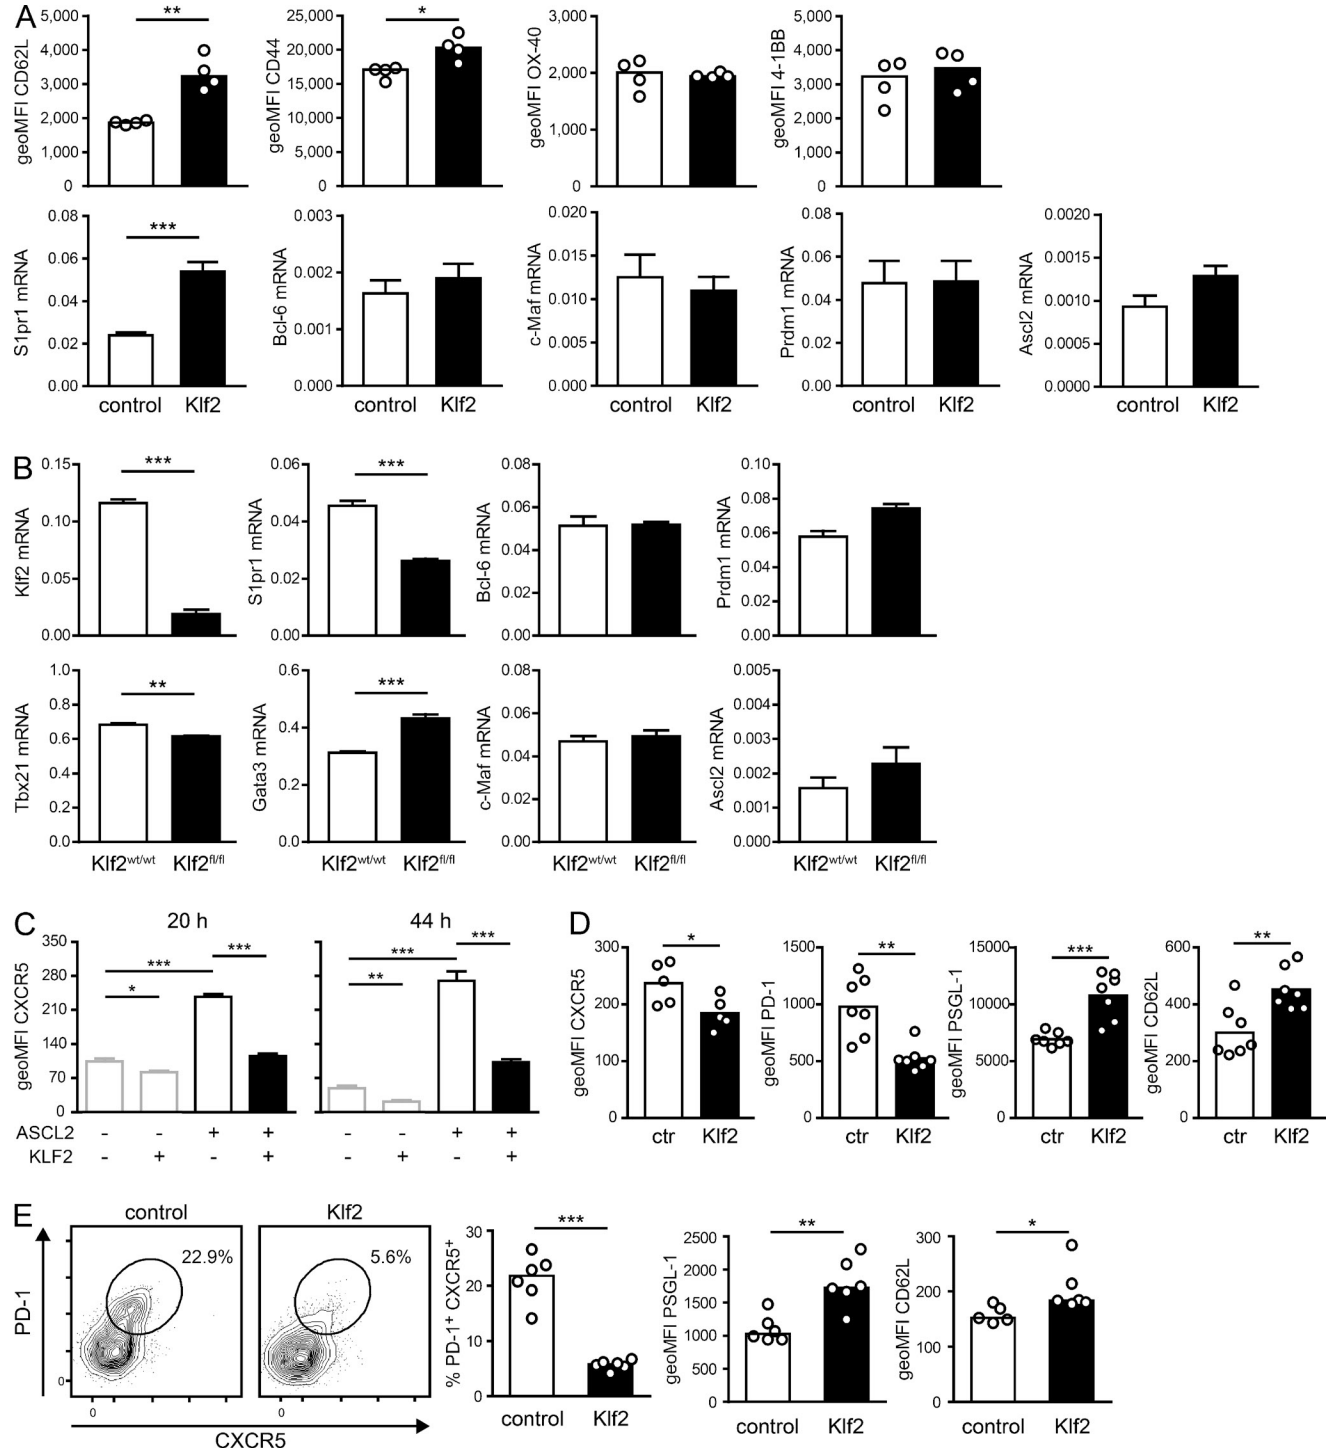 A
geoMFI CD62L
5,000
4,000
3,000
2,000
1,000
0
**
geoMFI CD44
25,000
20,000
15,000
10,000
5,000
0
*
geoMFI OX-40
3,000
2,000
1,000
0
geoMFI 4-1BB
5,000
4,000
3,000
2,000
1,000
0
S1pr1 mRNA
0.08
0.06
0.04
0.02
0.00
***
control Klf2
Bcl-6 mRNA
0.003
0.002
0.001
0.000
control Klf2
c-Maf mRNA
0.020
0.015
0.010
0.005
0.000
control Klf2
Prdm1 mRNA
0.08
0.06
0.04
0.02
0.00
control Klf2
Ascl2 mRNA
0.0020
0.0015
0.0010
0.0005
0.0000
control Klf2
B
Klf2 mRNA
0.15
0.10
0.05
0.00
***
S1pr1 mRNA
0.06
0.04
0.02
0.00
***
Bcl-6 mRNA
0.08
0.06
0.04
0.02
0.00
Prdm1 mRNA
0.10
0.08
0.06
0.04
0.02
0.00
Tbx21 mRNA
1.0
0.8
0.6
0.4
0.2
0.0
**
Klf2wt/wt Klf2fl/fl
Gata3 mRNA
0.6
0.4
0.2
0.0
***
Klf2wt/wt Klf2fl/fl
c-Maf mRNA
0.08
0.06
0.04
0.02
0.00
Klf2wt/wt Klf2fl/fl
Ascl2 mRNA
0.005
0.004
0.003
0.002
0.001
0.000
Klf2wt/wt Klf2fl/fl
C
20 h
44 h
geoMFI CXCR5
350
280
210
140
70
0
*
***
***
**
***
***
ASCL2 - - + + - - + +
KLF2 - + - + - + - +
D
geoMFI CXCR5
300
200
100
0
*
ctr Klf2
geoMFI PD-1
1500
1000
500
0
**
ctr Klf2
geoMFI PSGL-1
15000
10000
5000
0
***
ctr Klf2
geoMFI CD62L
600
400
200
0
**
ctr Klf2
E
control
Klf2
22.9%
5.6%
PD-1
0
0
0
CXCR5
% PD-1+ CXCR5+
30
20
10
0
***
control Klf2
geoMFI PSGL-1
2500
2000
1500
1000
500
0
**
control Klf2
geoMFI CD62L
300
200
100
0
*
control Klf2